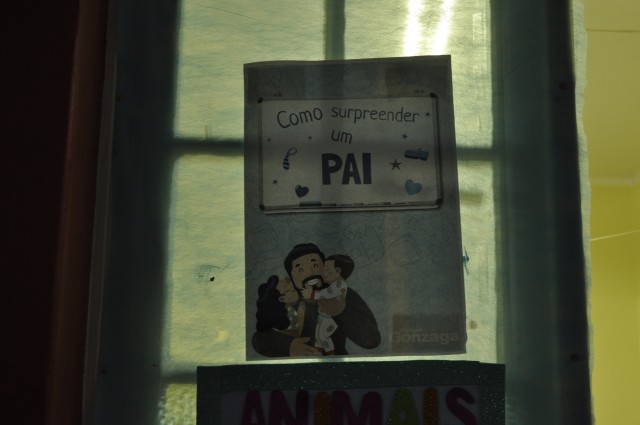 Como surpreender
um
PAI
Gonzaga
ANIMAIS